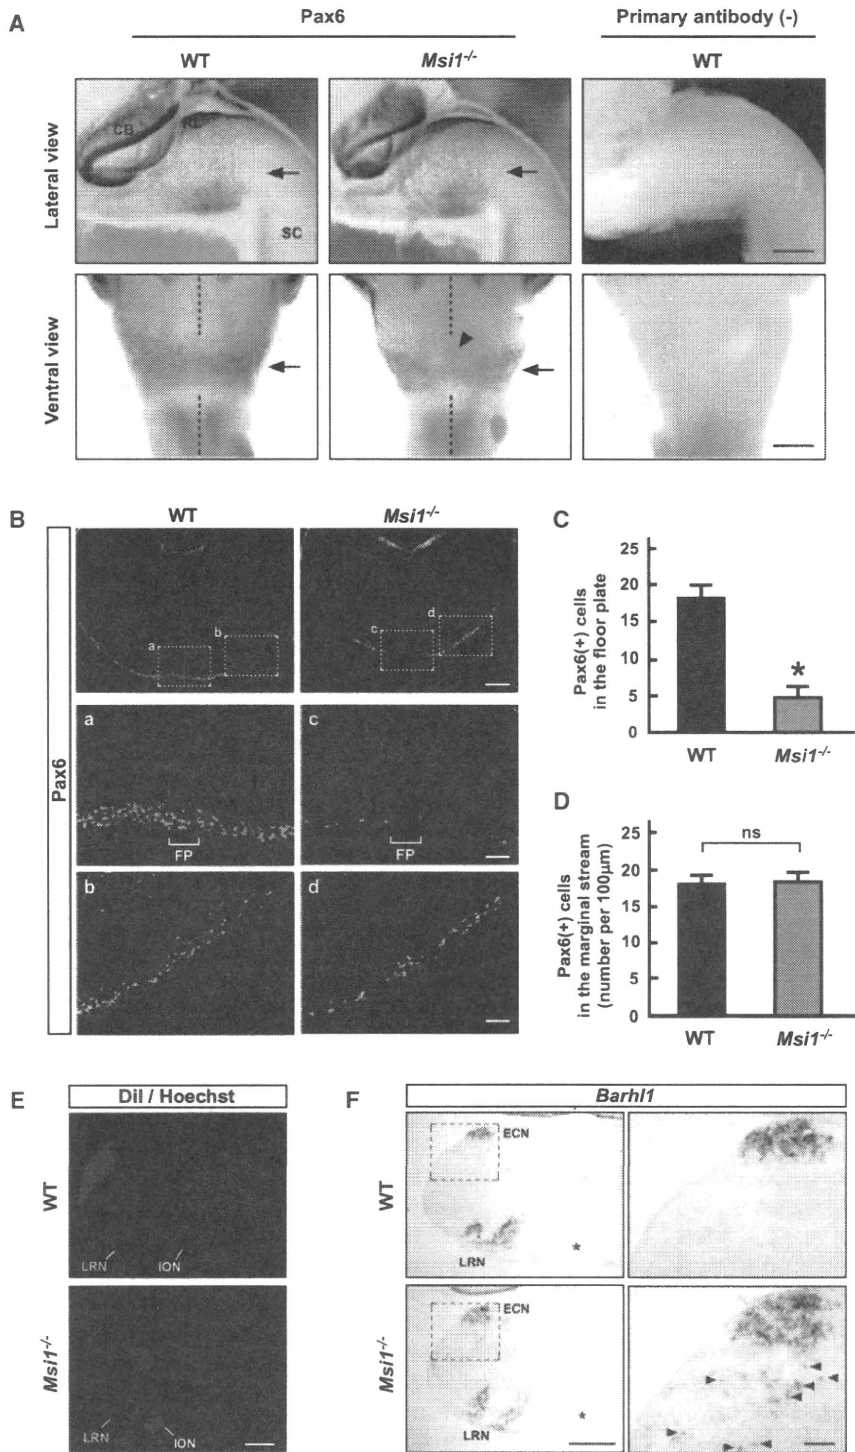 A
Pax6
Primary antibody (-)
WT
Msi1-/-
WT
Lateral view
CB
RL
SC
Ventral view
B
WT
Msi1-/-
Pax6
a
b
c
d
a
FP
c
FP
b
d
C
Pax6(+) cells
in the floor plate
25
20
15
10
5
0
*
WT
Msi1-/-
D
Pax6(+) cells
in the marginal stream
(number per 100µm)
25
20
15
10
5
0
ns
WT
Msi1-/-
E
DiI / Hoechst
WT
LRN
ION
Msi1-/-
LRN
ION
F
Barhl1
WT
ECN
LRN
*
Msi1-/-
ECN
LRN
*